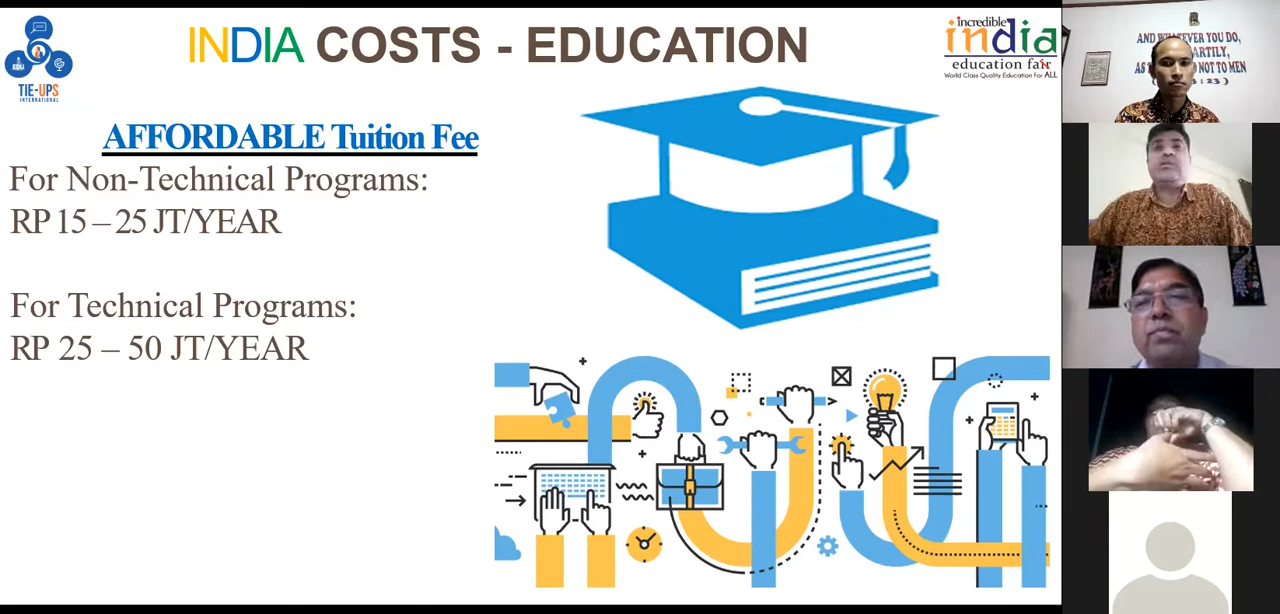 INDIA COSTS - EDUCATION
EDU
TIE-UPS
INTERNATIONAL
incredible
india
education fair
World Class Quality Education For ALL
AFFORDABLE Tuition Fee
For Non-Technical Programs:
RP 15 – 25 JT/YEAR
For Technical Programs:
RP 25 – 50 JT/YEAR
AND WHATEVER YOU DO,
NOT TO MEN